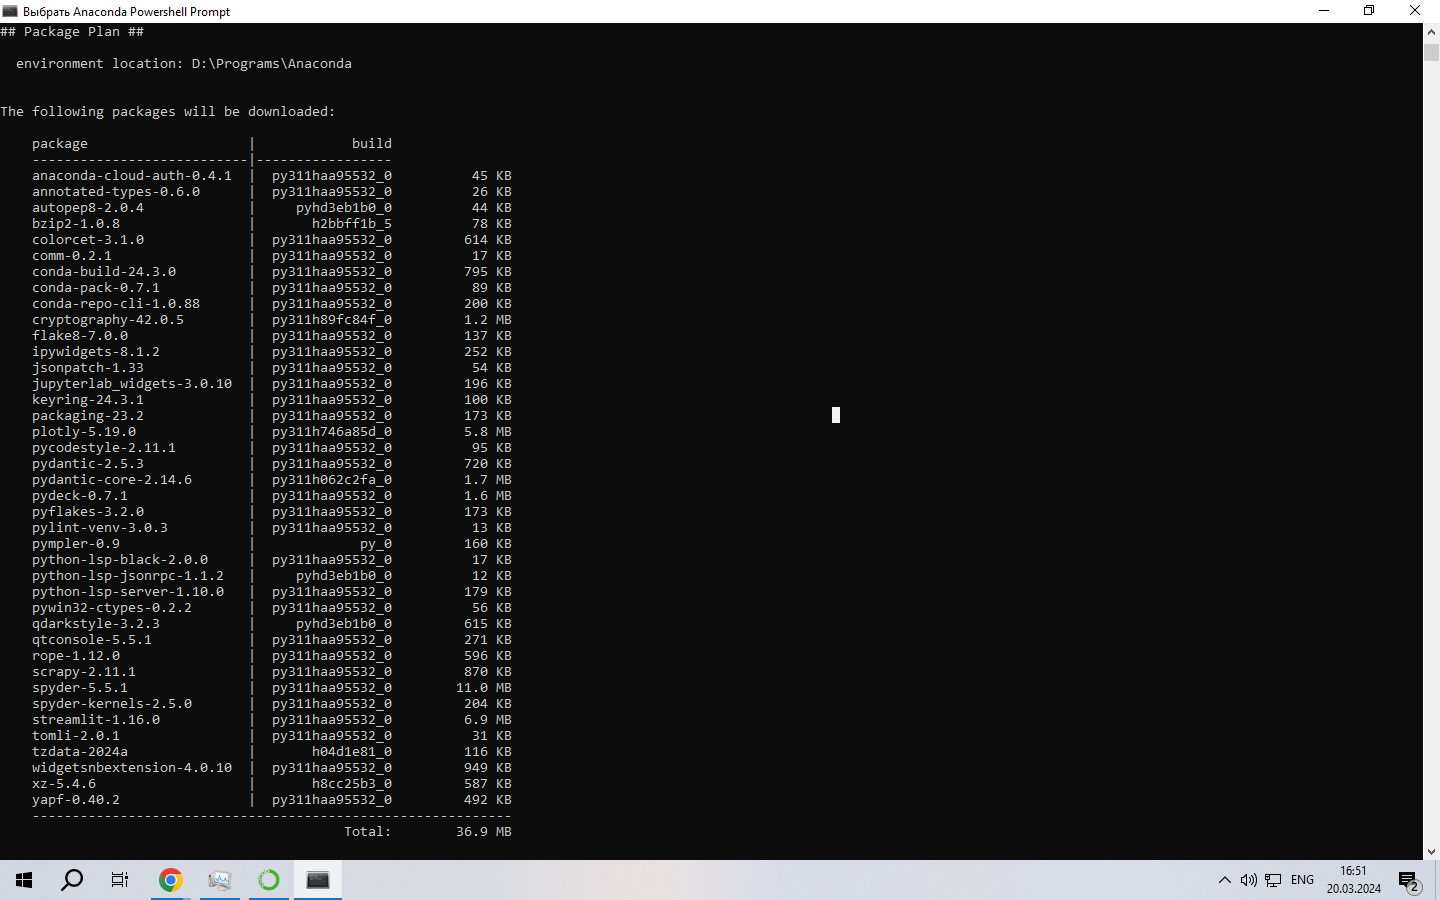 Выбрать Anaconda Powershell Prompt
## Package Plan ##
environment location: D:\Programs\Anaconda
The following packages will be downloaded:
package | build
---------------------------|-----------------
anaconda-cloud-auth-0.4.1 | py311haa95532_0 45 KB
annotated-types-0.6.0 | py311haa95532_0 26 KB
autopep8-2.0.4 | pyhd3eb1b0_0 44 KB
bzip2-1.0.8 | h2bbff1b_5 78 KB
colorcet-3.1.0 | py311haa95532_0 614 KB
comm-0.2.1 | py311haa95532_0 17 KB
conda-build-24.3.0 | py311haa95532_0 795 KB
conda-pack-0.7.1 | py311haa95532_0 89 KB
conda-repo-cli-1.0.88 | py311haa95532_0 200 KB
cryptography-42.0.5 | py311h89fc84f_0 1.2 MB
flake8-7.0.0 | py311haa95532_0 137 KB
ipywidgets-8.1.2 | py311haa95532_0 252 KB
jsonpatch-1.33 | py311haa95532_0 54 KB
jupyterlab_widgets-3.0.10 | py311haa95532_0 196 KB
keyring-24.3.1 | py311haa95532_0 100 KB
packaging-23.2 | py311haa95532_0 173 KB
plotly-5.19.0 | py311h746a85d_0 5.8 MB
pycodestyle-2.11.1 | py311haa95532_0 95 KB
pydantic-2.5.3 | py311haa95532_0 720 KB
pydantic-core-2.14.6 | py311h062c2fa_0 1.7 MB
pydeck-0.7.1 | py311haa95532_0 1.6 MB
pyflakes-3.2.0 | py311haa95532_0 173 KB
pylint-venv-3.0.3 | py311haa95532_0 13 KB
pympler-0.9 | py_0 160 KB
python-lsp-black-2.0.0 | py311haa95532_0 17 KB
python-lsp-jsonrpc-1.1.2 | pyhd3eb1b0_0 12 KB
python-lsp-server-1.10.0 | py311haa95532_0 179 KB
pywin32-ctypes-0.2.2 | py311haa95532_0 56 KB
qdarkstyle-3.2.3 | pyhd3eb1b0_0 615 KB
qtconsole-5.5.1 | py311haa95532_0 271 KB
rope-1.12.0 | py311haa95532_0 596 KB
scrapy-2.11.1 | py311haa95532_0 870 KB
spyder-5.5.1 | py311haa95532_0 11.0 MB
spyder-kernels-2.5.0 | py311haa95532_0 204 KB
streamlit-1.16.0 | py311haa95532_0 6.9 MB
tomli-2.0.1 | py311haa95532_0 31 KB
tzdata-2024a | h04d1e81_0 116 KB
widgetsnbextension-4.0.10 | py311haa95532_0 949 KB
xz-5.4.6 | h8cc25b3_0 587 KB
yapf-0.40.2 | py311haa95532_0 492 KB
------------------------------------------------------------
Total: 36.9 MB
ENG
16:51
20.03.2024
2